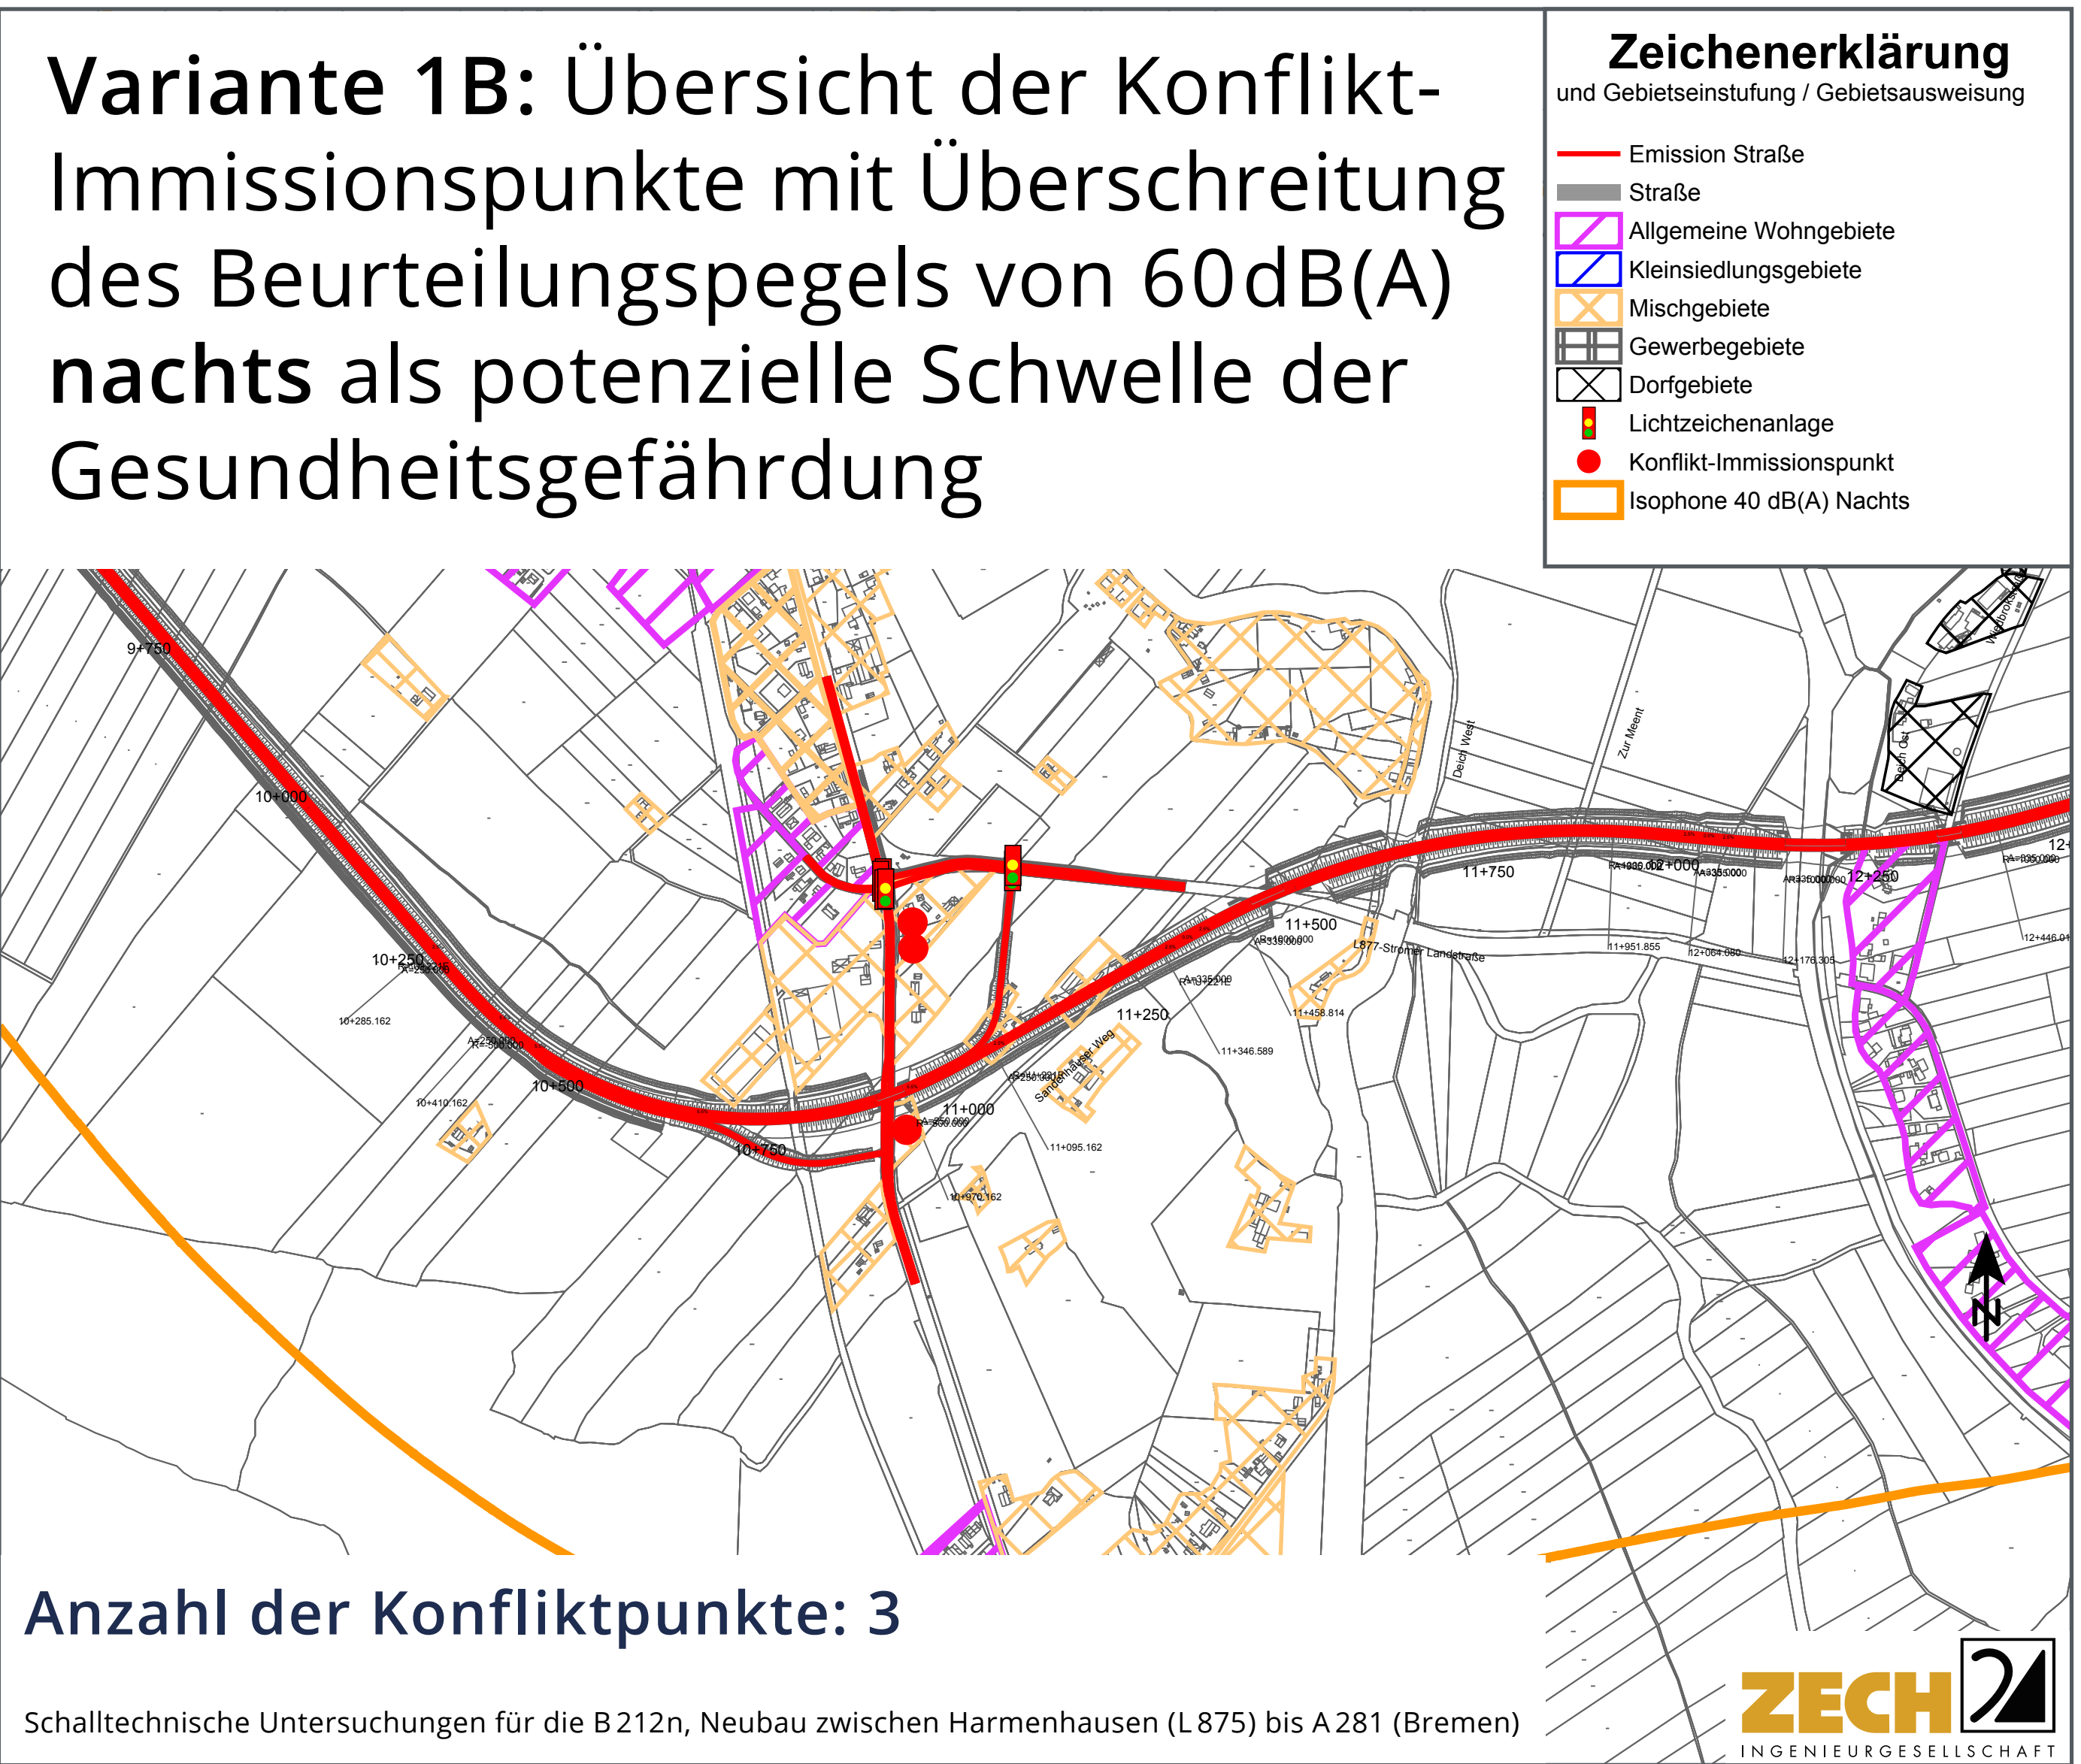 Variante 1B: Übersicht der Konflikt-
Immissionspunkte mit Überschreitung
des Beurteilungspegels von 60 dB(A)
nachts als potenzielle Schwelle der
Gesundheitsgefährdung
Zeichenerklärung
und Gebietseinstufung / Gebietsausweisung
Emission Straße
Straße
Allgemeine Wohngebiete
Kleinsiedlungsgebiete
Mischgebiete
Gewerbegebiete
Dorfgebiete
Lichtzeichenanlage
Konflikt-Immissionspunkt
Isophone 40 dB(A) Nachts
9+750
10+000
10+250
10+285.162
10+410.162
10+500
10+750
10+970.162
11+000
11+095.162
11+250
11+346.589
11+458.814
11+500
Sandenhauser Weg
L877-Stromer Landstraße
Deich West
Zur Meent
Deich Ost
11+750
11+951.855
12+000
12+064.080
12+176.305
12+250
12+446.01
N
Anzahl der Konfliktpunkte: 3
Schalltechnische Untersuchungen für die B 212n, Neubau zwischen Harmenhausen (L 875) bis A 281 (Bremen)
ZECH
INGENIEURGESELLSCHAFT